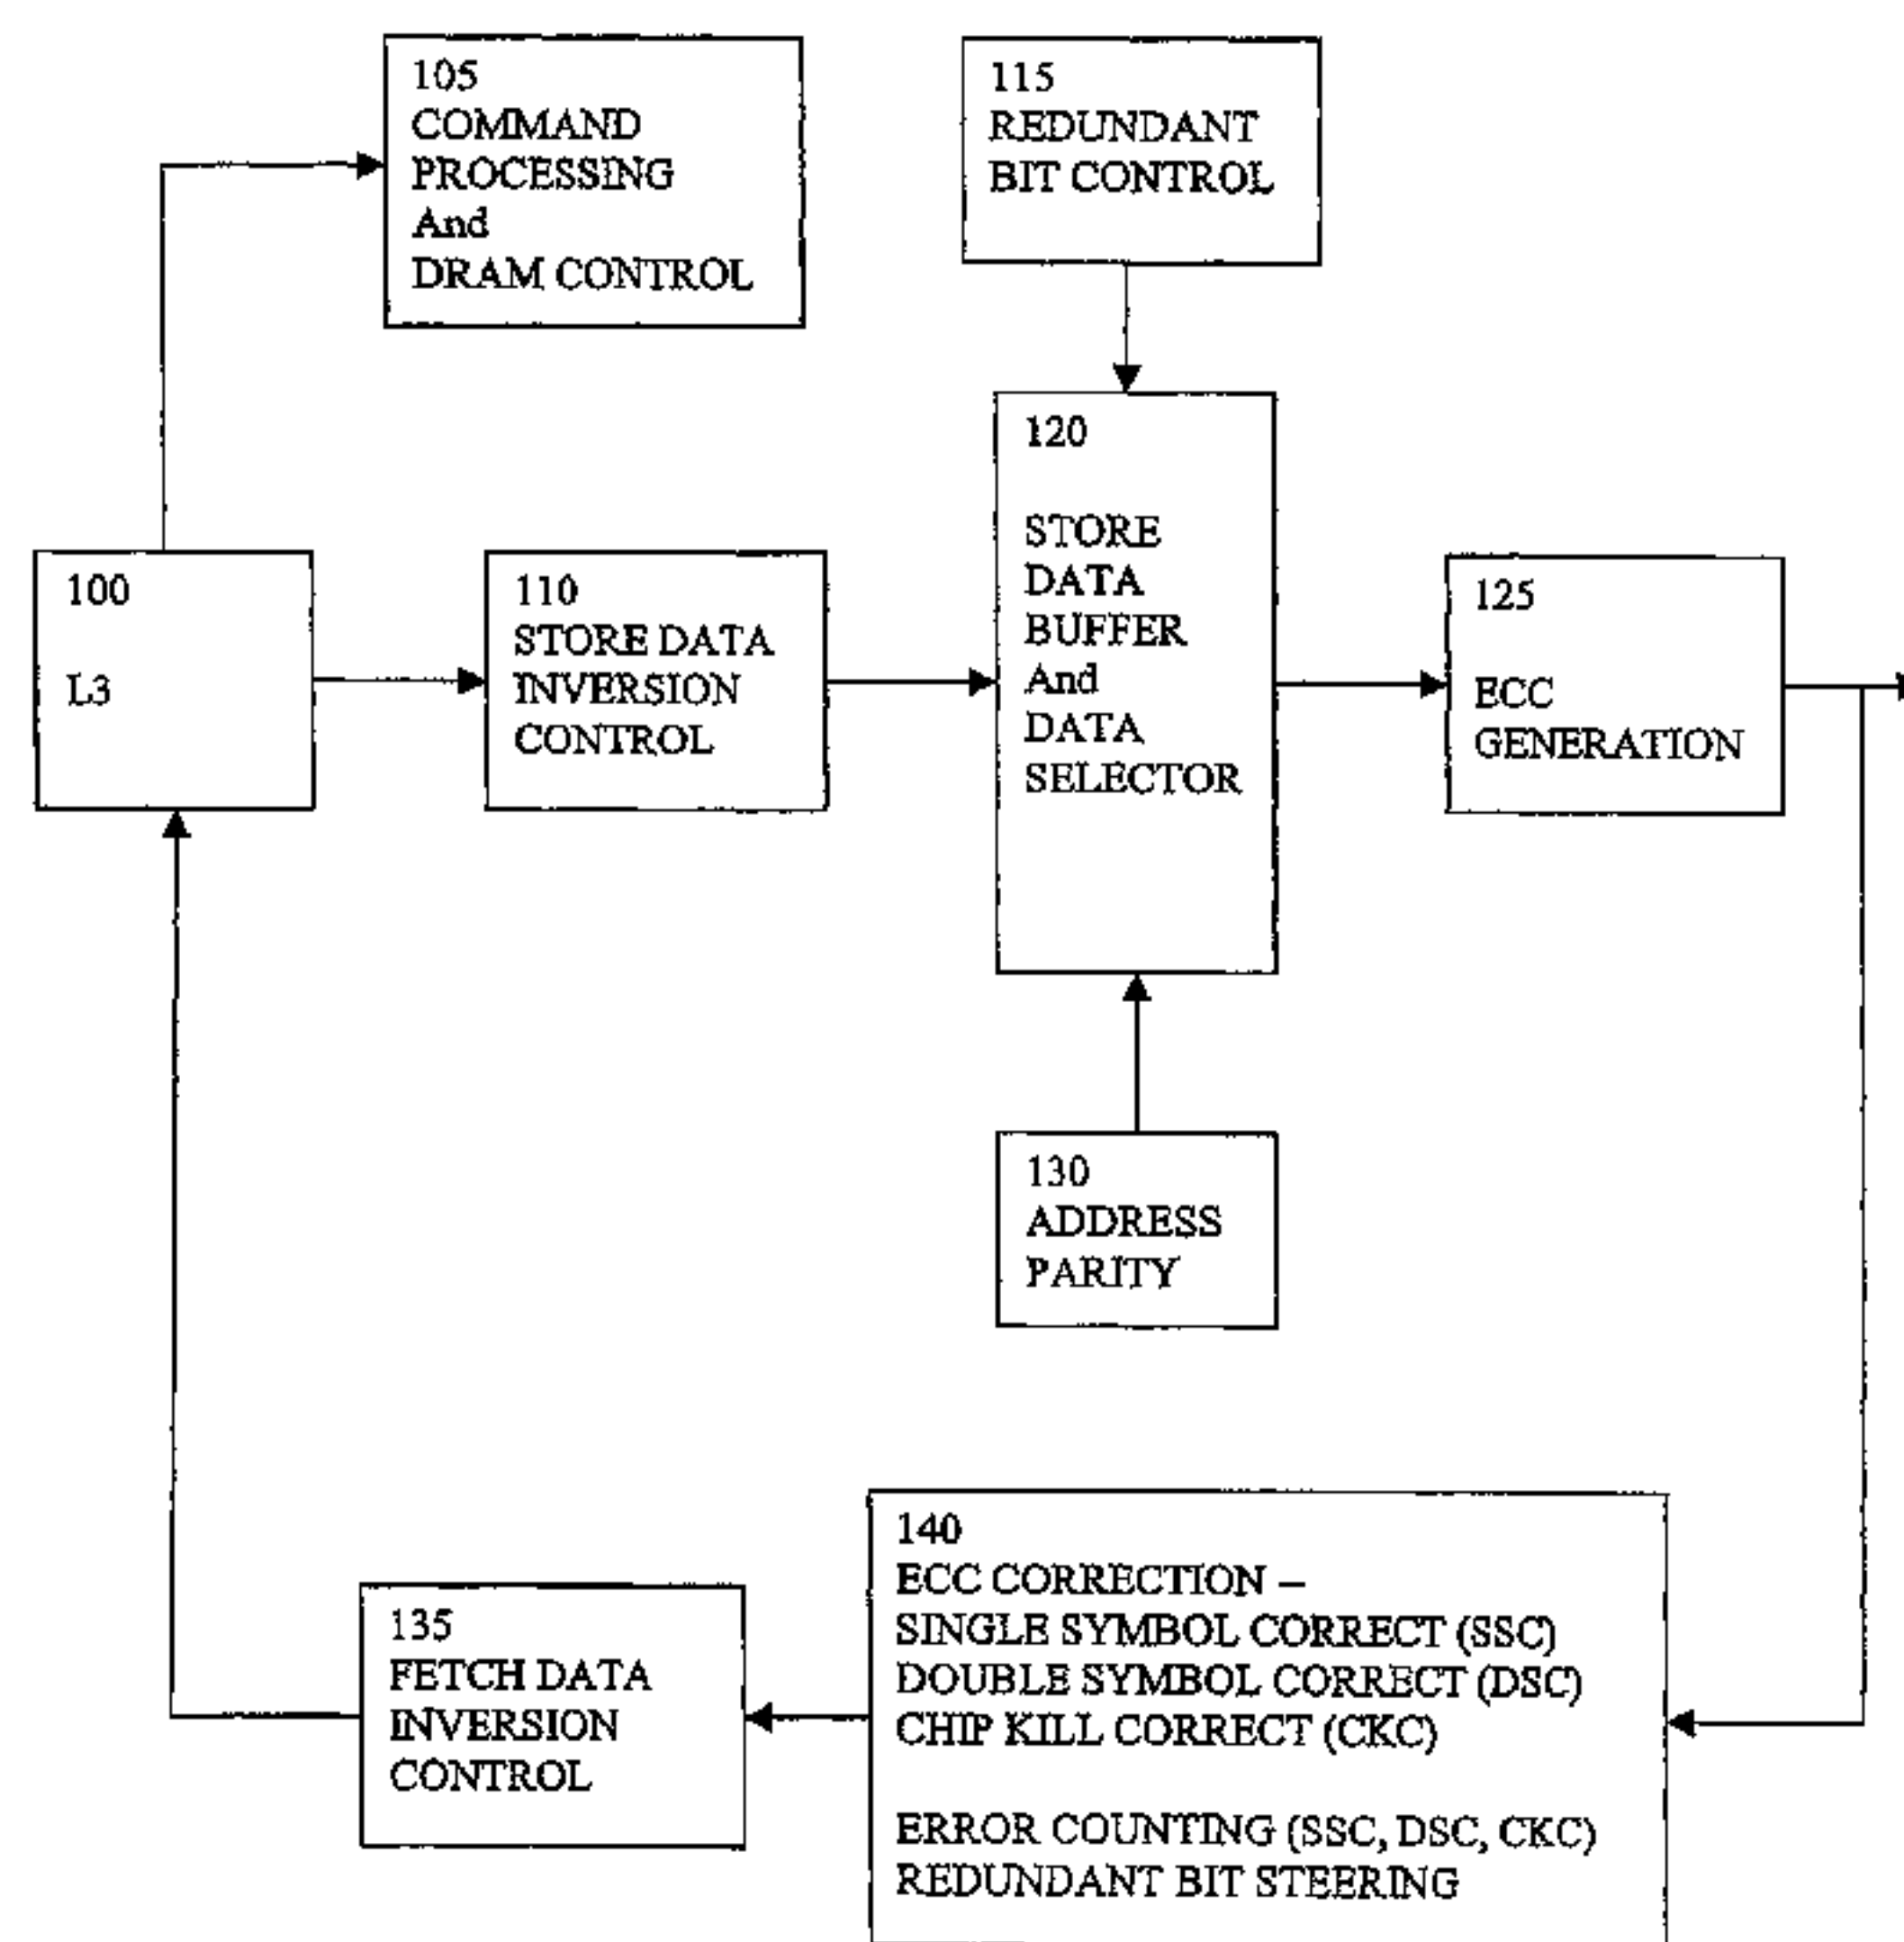 105
COMMAND
PROCESSING
And
DRAM CONTROL
115
REDUNDANT
BIT CONTROL
100
L3
110
STORE DATA
INVERSION
CONTROL
120
STORE
DATA
BUFFER
And
DATA
SELECTOR
125
ECC
GENERATION
130
ADDRESS
PARITY
135
FETCH DATA
INVERSION
CONTROL
140
ECC CORRECTION –
SINGLE SYMBOL CORRECT (SSC)
DOUBLE SYMBOL CORRECT (DSC)
CHIP KILL CORRECT (CKC)
ERROR COUNTING (SSC, DSC, CKC)
REDUNDANT BIT STEERING